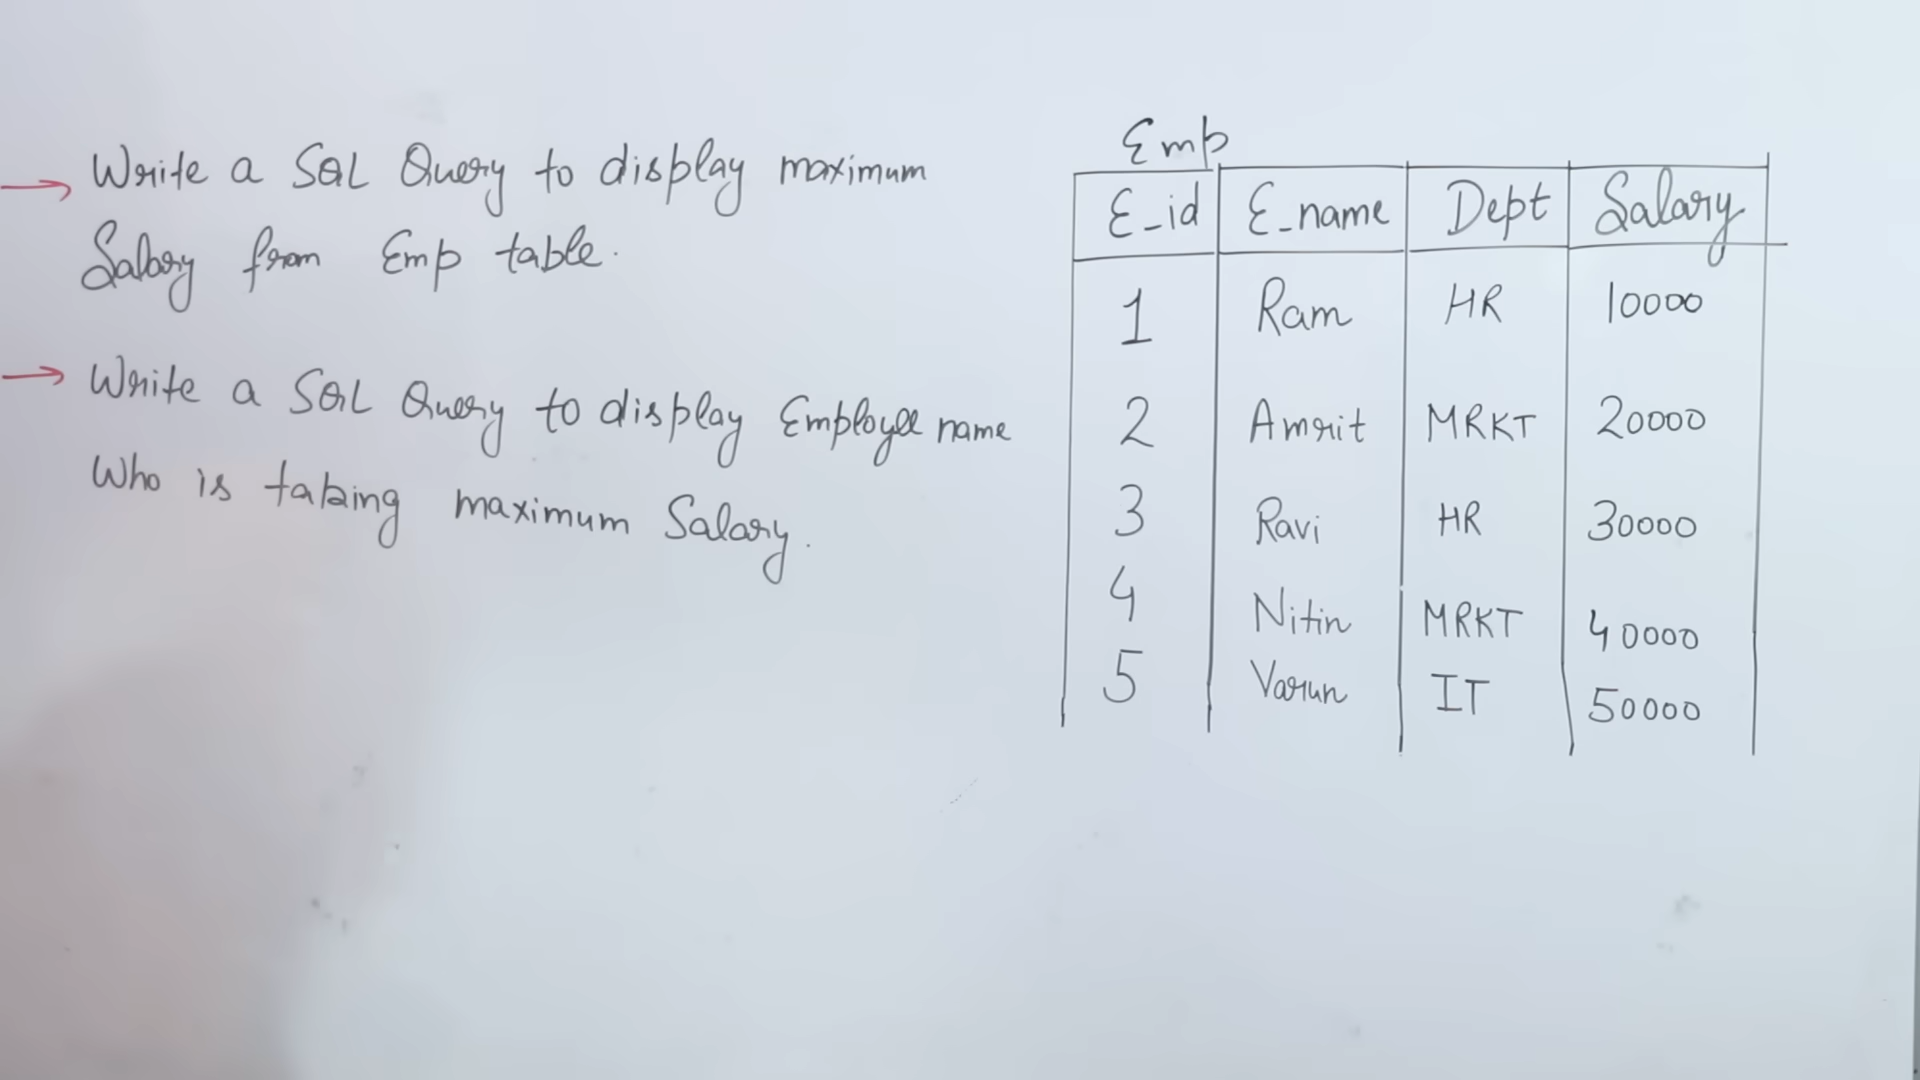 → Write a SQL Query to display maximum
Salary from Emp table.
→ Write a SQL Query to display Employee name
Who is taking maximum Salary.
Emp
E_id E_name Dept Salary
1 Ram HR 10000
2 Amrit MRKT 20000
3 Ravi HR 30000
4 Nitin MRKT 40000
5 Varun IT 50000